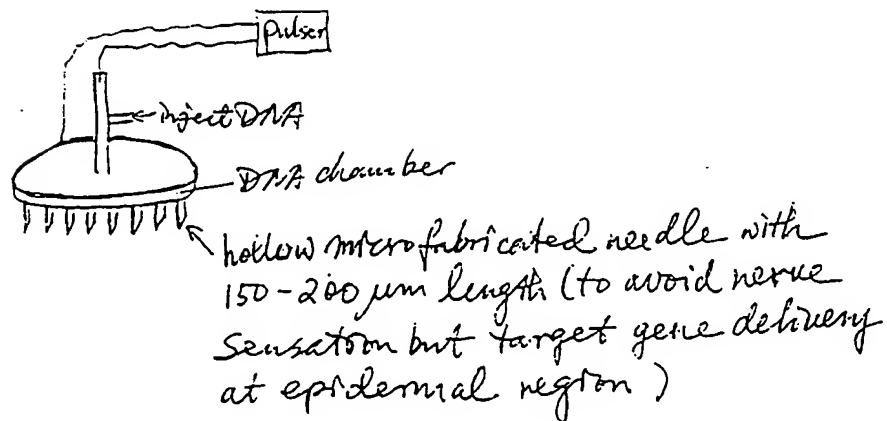 Pulser
inject DNA
DNA chamber
hollow microfabricated needle with
150-200 μm length (to avoid nerve
sensation but target gene delivery
at epidermal region)